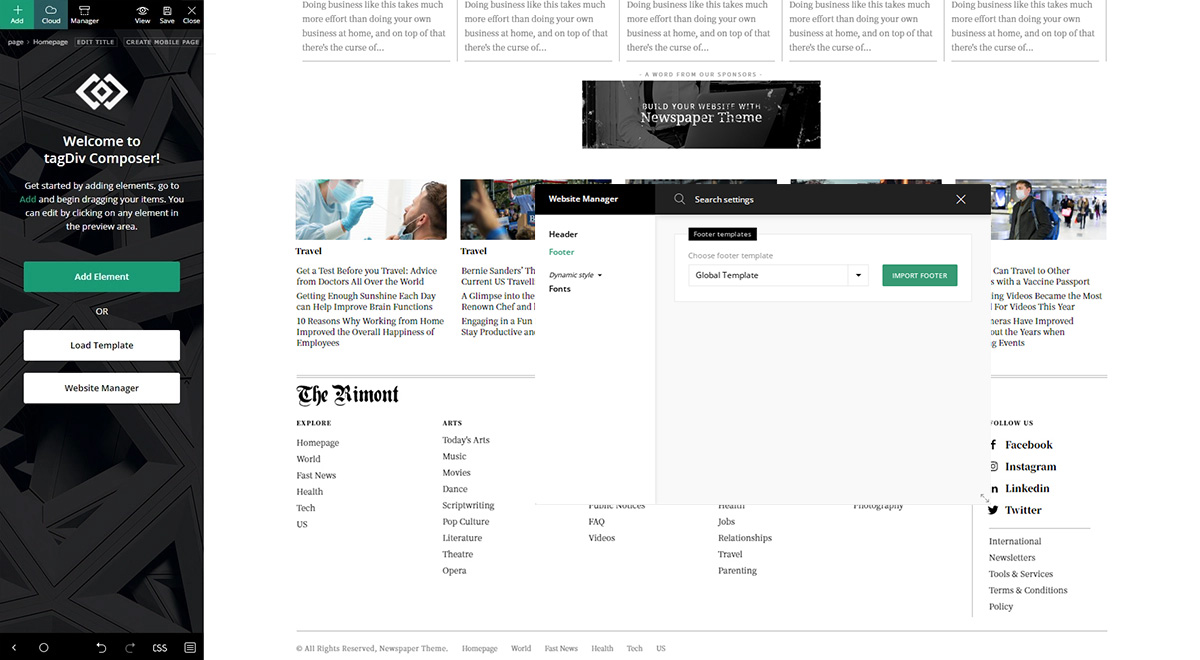 Add
Cloud
Manager
View
Save
Close
page › Homepage EDIT TITLE CREATE MOBILE PAGE
Welcome to
tagDiv Composer!
Get started by adding elements, go to
Add and begin dragging your items. You
can edit by clicking on any element in
the preview area.
Add Element
OR
Load Template
Website Manager
CSS
Doing business like this takes much
more effort than doing your own
business at home, and on top of that
there's the curse of...
Doing business like this takes much
more effort than doing your own
business at home, and on top of that
there's the curse of...
Doing business like this takes much
more effort than doing your own
business at home, and on top of that
there's the curse of...
Doing business like this takes much
more effort than doing your own
business at home, and on top of that
there's the curse of...
Doing business like this takes much
more effort than doing your own
business at home, and on top of that
there's the curse of...
- A WORD FROM OUR SPONSORS -
BUILD YOUR WEBSITE WITH
Newspaper Theme
Travel
Get a Test Before you Travel: Advice
from Doctors All Over the World
Getting Enough Sunshine Each Day
can Help Improve Brain Functions
10 Reasons Why Working from Home
Improved the Overall Happiness of
Employees
Travel
Bernie Sanders' Th
Current US Travelli
A Glimpse into the
Renown Chef and
Engaging in a Fun
Stay Productive an
Website Manager
Search settings
Header
Footer
Dynamic style
Fonts
Footer templates
Choose footer template
Global Template
IMPORT FOOTER
Can Travel to Other
s with a Vaccine Passport
ing Videos Became the Most
l For Videos This Year
neras Have Improved
out the Years when
g Events
The Rimont
EXPLORE
Homepage
World
Fast News
Health
Tech
US
ARTS
Today's Arts
Music
Movies
Dance
Scriptwriting
Pop Culture
Literature
Theatre
Opera
Public Notices
FAQ
Videos
Health
Jobs
Relationships
Travel
Parenting
Photography
FOLLOW US
Facebook
Instagram
Linkedin
Twitter
International
Newsletters
Tools & Services
Terms & Conditions
Policy
© All Rights Reserved, Newspaper Theme. Homepage World Fast News Health Tech US